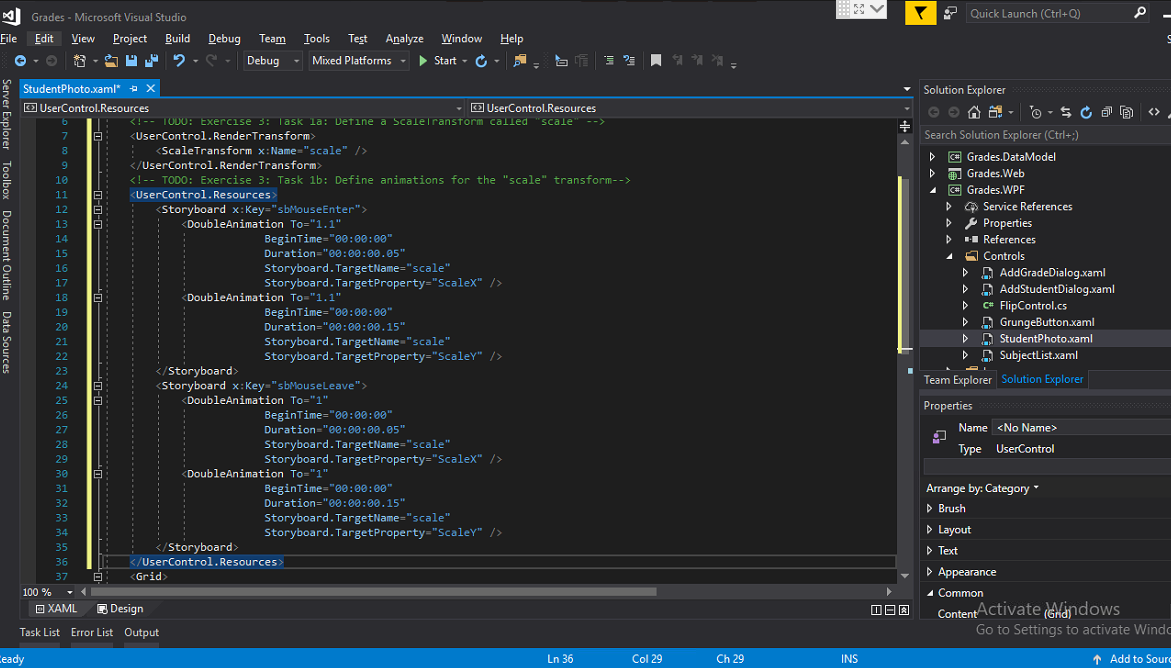 Grades - Microsoft Visual Studio
Quick Launch (Ctrl+Q)
File Edit View Project Build Debug Team Tools Test Analyze Window Help
Debug Mixed Platforms Start
StudentPhoto.xaml*
UserControl.Resources UserControl.Resources
6 <!-- TODO: Exercise 3: Task 1a: Define a ScaleTransform called "scale" -->
7 <UserControl.RenderTransform>
8 <ScaleTransform x:Name="scale" />
9 </UserControl.RenderTransform>
10 <!-- TODO: Exercise 3: Task 1b: Define animations for the "scale" transform-->
11 <UserControl.Resources>
12 <Storyboard x:Key="sbMouseEnter">
13 <DoubleAnimation To="1.1"
14 BeginTime="00:00:00"
15 Duration="00:00:00.05"
16 Storyboard.TargetName="scale"
17 Storyboard.TargetProperty="ScaleX" />
18 <DoubleAnimation To="1.1"
19 BeginTime="00:00:00"
20 Duration="00:00:00.15"
21 Storyboard.TargetName="scale"
22 Storyboard.TargetProperty="ScaleY" />
23 </Storyboard>
24 <Storyboard x:Key="sbMouseLeave">
25 <DoubleAnimation To="1"
26 BeginTime="00:00:00"
27 Duration="00:00:00.05"
28 Storyboard.TargetName="scale"
29 Storyboard.TargetProperty="ScaleX" />
30 <DoubleAnimation To="1"
31 BeginTime="00:00:00"
32 Duration="00:00:00.15"
33 Storyboard.TargetName="scale"
34 Storyboard.TargetProperty="ScaleY" />
35 </Storyboard>
36 </UserControl.Resources>
37 <Grid>
100 %
XAML Design
Task List Error List Output
Server Explorer
Toolbox
Document Outline
Data Sources
Solution Explorer
Search Solution Explorer (Ctrl+;)
C# Grades.DataModel
Grades.Web
C# Grades.WPF
Service References
Properties
References
Controls
AddGradeDialog.xaml
AddStudentDialog.xaml
C# FlipControl.cs
GrungeButton.xaml
StudentPhoto.xaml
SubjectList.xaml
Team Explorer Solution Explorer
Properties
Name <No Name>
Type UserControl
Arrange by: Category
Brush
Layout
Text
Appearance
Common
Content (Grid)
Activate Windows
Go to Settings to activate Windo
eady Ln 36 Col 29 Ch 29 INS Add to Sour